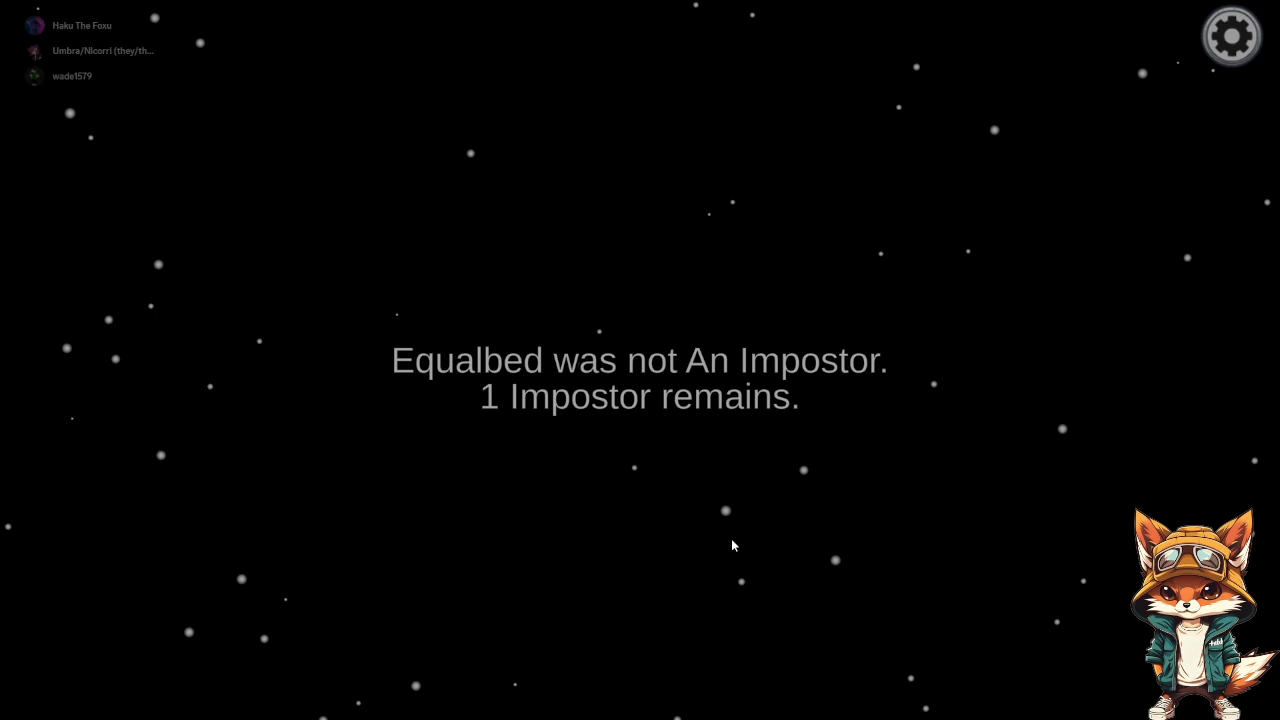 Haku The Foxu
Umbra/Nicorri (they/th...
wade1579
Equalbed was not An Impostor.
1 Impostor remains.